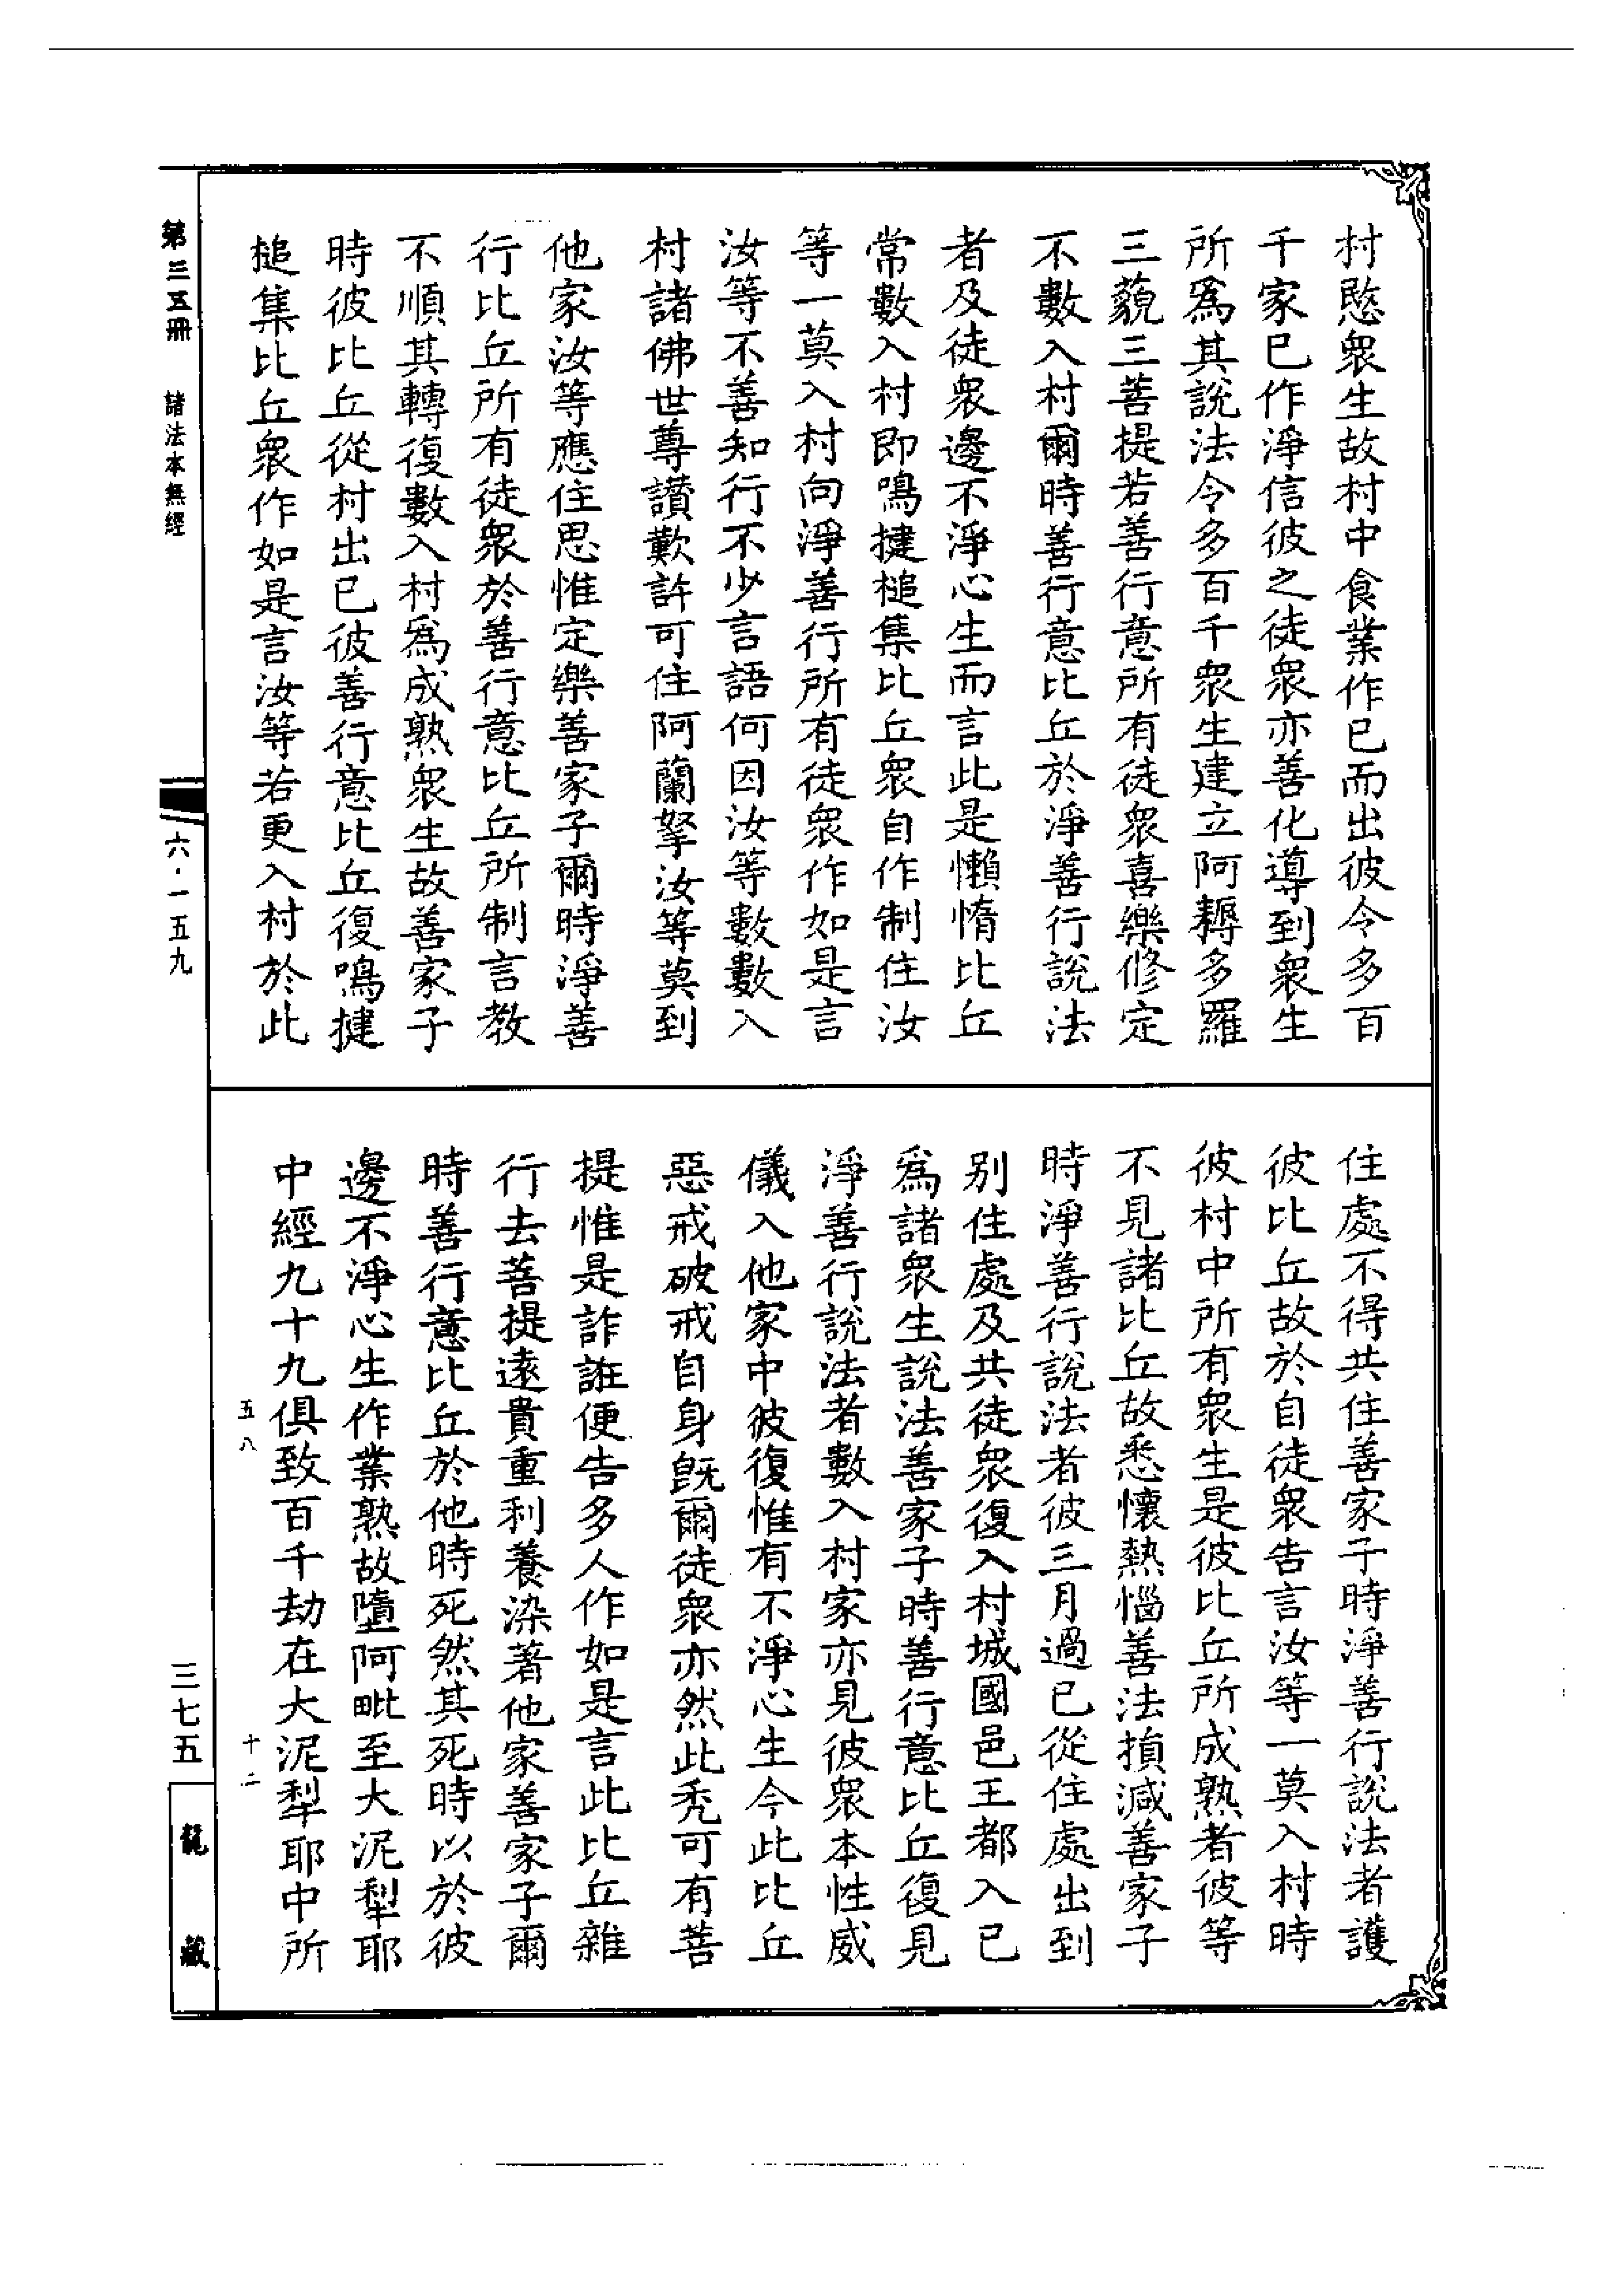 村愍衆生故村中食業作已而出彼令多百
千家已作淨信彼之徒衆亦善化導到衆生
所爲其說法令多百千衆生建立阿耨多羅
三藐三菩提若善行意所有徒衆喜樂修定
不數入村爾時善行意比丘於淨善行說法
者及徒衆邊不淨心生而言此是懶惰比丘
常數入村即鳴揵槌集比丘衆自作制住汝
等一莫入村向淨善行所有徒衆作如是言
汝等不善知行不少言語何因汝等數數入
村諸佛世尊讚歎許可住阿蘭拏汝等莫到
他家汝等應住思惟定樂善家子爾時淨善
行比丘所有徒衆於善行意比丘所制言教
不順其轉復數入村爲成熟衆生故善家子
時彼比丘從村出已彼善行意比丘復鳴揵
槌集比丘衆作如是言汝等若更入村於此
住處不得共住善家子時淨善行說法者護
彼比丘故於自徒衆告言汝等一莫入村時
彼村中所有衆生是彼比丘所成熟者彼等
不見諸比丘故悉懷熱惱善法損減善家子
時淨善行說法者彼三月過已從住處出到
别住處及共徒衆復入村城國邑王都入已
爲諸衆生說法善家子時善行意比丘復見
淨善行說法者數入村家亦見彼衆本性威
儀入他家中彼復惟有不淨心生今此比丘
惡戒破戒自身旣爾徒衆亦然此秃可有菩
提惟是詐誑便告多人作如是言此比丘雜
行去菩提遠貴重利養染著他家善家子爾
時善行意比丘於他時死然其死時以於彼
邊不淨心生作業熟故墮阿毗至大泥犁耶
中經九十九俱致百千劫在大泥犁耶中所
五八
十二
第三五冊
諸法本無經
六·一五九
三七五
龍藏